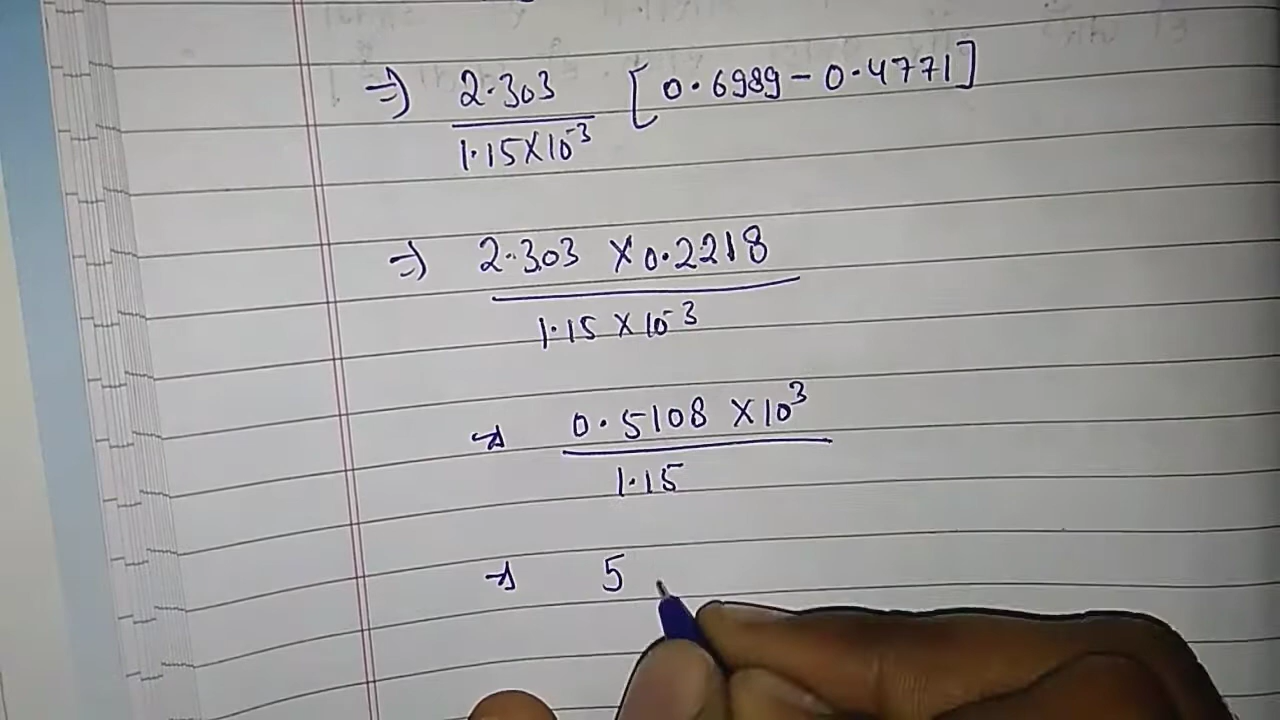 ⇒ 2.303 / 1.15×10⁻³ [0.6989 - 0.4771]
⇒ 2.303 × 0.2218 / 1.15 × 10⁻³
→ 0.5108 × 10³ / 1.15
→ 5